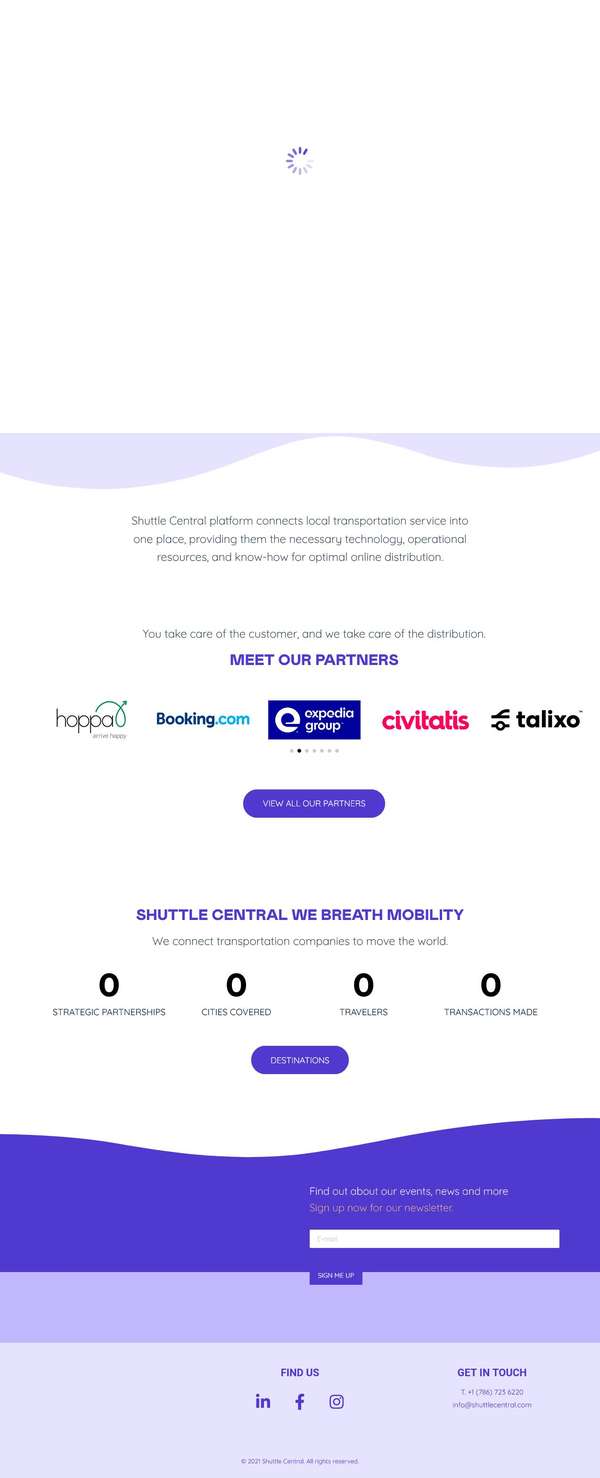 Shuttle Central platform connects local transportation service into
one place, providing them the necessary technology, operational
resources, and know-how for optimal online distribution.
You take care of the customer, and we take care of the distribution.
MEET OUR PARTNERS
hoppa
arrive happy
Booking.com
expedia
group
civitatis
talixo
VIEW ALL OUR PARTNERS
SHUTTLE CENTRAL WE BREATH MOBILITY
We connect transportation companies to move the world.
0 0 0 0
STRATEGIC PARTNERSHIPS CITIES COVERED TRAVELERS TRANSACTIONS MADE
DESTINATIONS
Find out about our events, news and more
Sign up now for our newsletter.
E-mail
SIGN ME UP
FIND US
GET IN TOUCH
T. +1 (786) 723 6220
info@shuttlecentral.com
© 2021 Shuttle Central. All rights reserved.